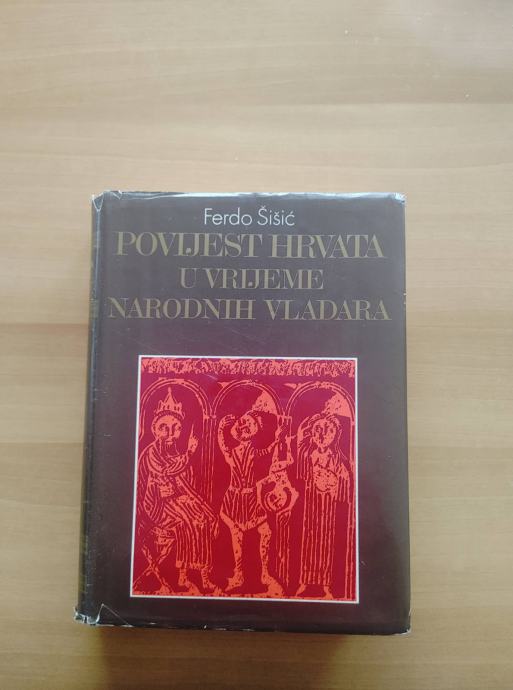 Ferdo Šišić
POVIJEST HRVATA
U VRIJEME
NARODNIH VLADARA